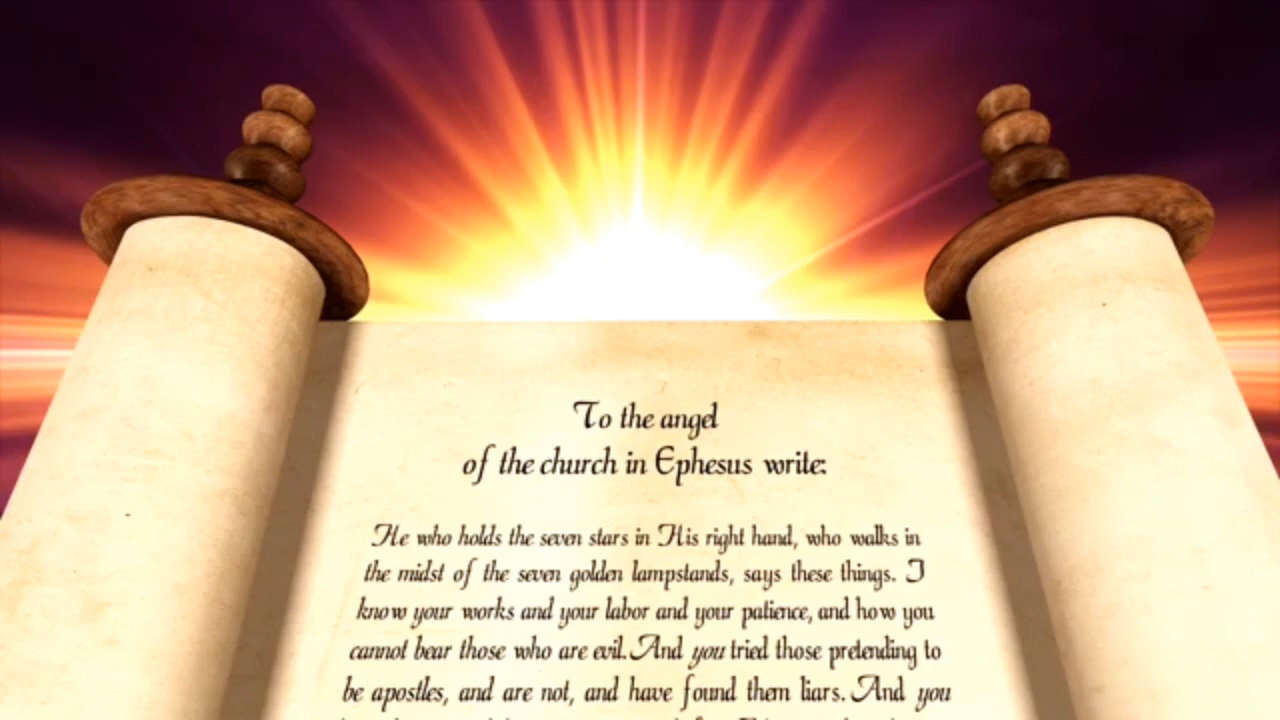 To the angel
of the church in Ephesus write:
He who holds the seven stars in His right hand, who walks in
the midst of the seven golden lampstands, says these things. I
know your works and your labor and your patience, and how you
cannot bear those who are evil. And you tried those pretending to
be apostles, and are not, and have found them liars. And you